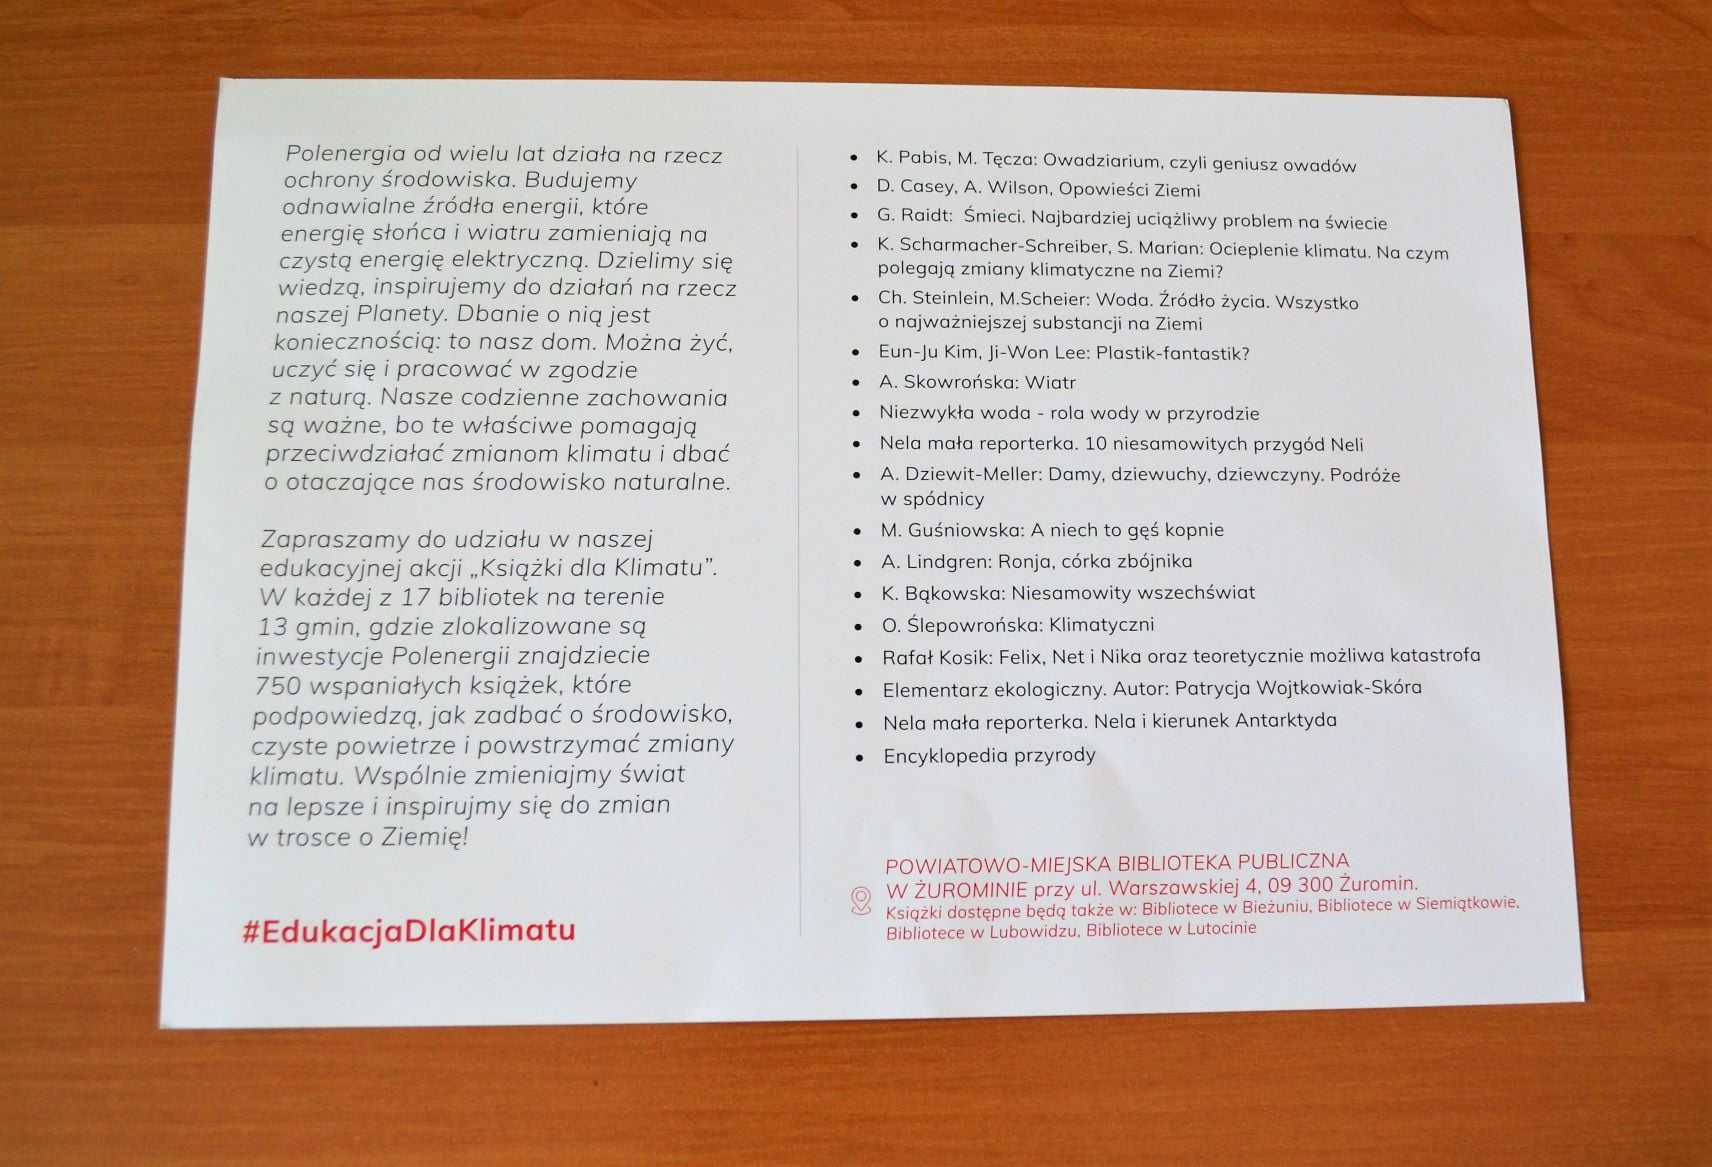 Polenergia od wielu lat działa na rzecz
ochrony środowiska. Budujemy
odnawialne źródła energii, które
energię słońca i wiatru zamieniają na
czystą energię elektryczną. Dzielimy się
wiedzą, inspirujemy do działań na rzecz
naszej Planety. Dbanie o nią jest
koniecznością: to nasz dom. Można żyć,
uczyć się i pracować w zgodzie
z naturą. Nasze codzienne zachowania
są ważne, bo te właściwe pomagają
przeciwdziałać zmianom klimatu i dbać
o otaczające nas środowisko naturalne.
Zapraszamy do udziału w naszej
edukacyjnej akcji „Książki dla Klimatu”.
W każdej z 17 bibliotek na terenie
13 gmin, gdzie zlokalizowane są
inwestycje Polenergii znajdziecie
750 wspaniałych książek, które
podpowiedzą, jak zadbać o środowisko,
czyste powietrze i powstrzymać zmiany
klimatu. Wspólnie zmieniajmy świat
na lepsze i inspirujmy się do zmian
w trosce o Ziemię!
#EdukacjaDlaKlimatu
• K. Pabis, M. Tęcza: Owadziarium, czyli geniusz owadów
• D. Casey, A. Wilson, Opowieści Ziemi
• G. Raidt: Śmieci. Najbardziej uciążliwy problem na świecie
• K. Scharmacher-Schreiber, S. Marian: Ocieplenie klimatu. Na czym
polegają zmiany klimatyczne na Ziemi?
• Ch. Steinlein, M.Scheier: Woda. Źródło życia. Wszystko
o najważniejszej substancji na Ziemi
• Eun-Ju Kim, Ji-Won Lee: Plastik-fantastik?
• A. Skowrońska: Wiatr
• Niezwykła woda - rola wody w przyrodzie
• Nela mała reporterka. 10 niesamowitych przygód Neli
• A. Dziewit-Meller: Damy, dziewuchy, dziewczyny. Podróże
w spódnicy
• M. Guśniowska: A niech to gęś kopnie
• A. Lindgren: Ronja, córka zbójnika
• K. Bąkowska: Niesamowity wszechświat
• O. Ślepowrońska: Klimatyczni
• Rafał Kosik: Felix, Net i Nika oraz teoretycznie możliwa katastrofa
• Elementarz ekologiczny. Autor: Patrycja Wojtkowiak-Skóra
• Nela mała reporterka. Nela i kierunek Antarktyda
• Encyklopedia przyrody
POWIATOWO-MIEJSKA BIBLIOTEKA PUBLICZNA
W ŻUROMINIE przy ul. Warszawskiej 4, 09 300 Żuromin.
Książki dostępne będą także w: Bibliotece w Bieżuniu, Bibliotece w Siemiątkowie,
Bibliotece w Lubowidzu, Bibliotece w Lutocinie